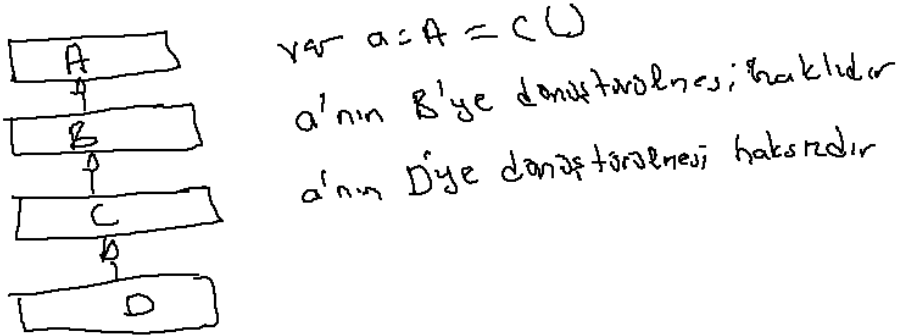 A
B
C
D
var a: A = C()
a'nın B'ye dönüştürülmesi haklıdır
a'nın D'ye dönüştürülmesi haksızdır